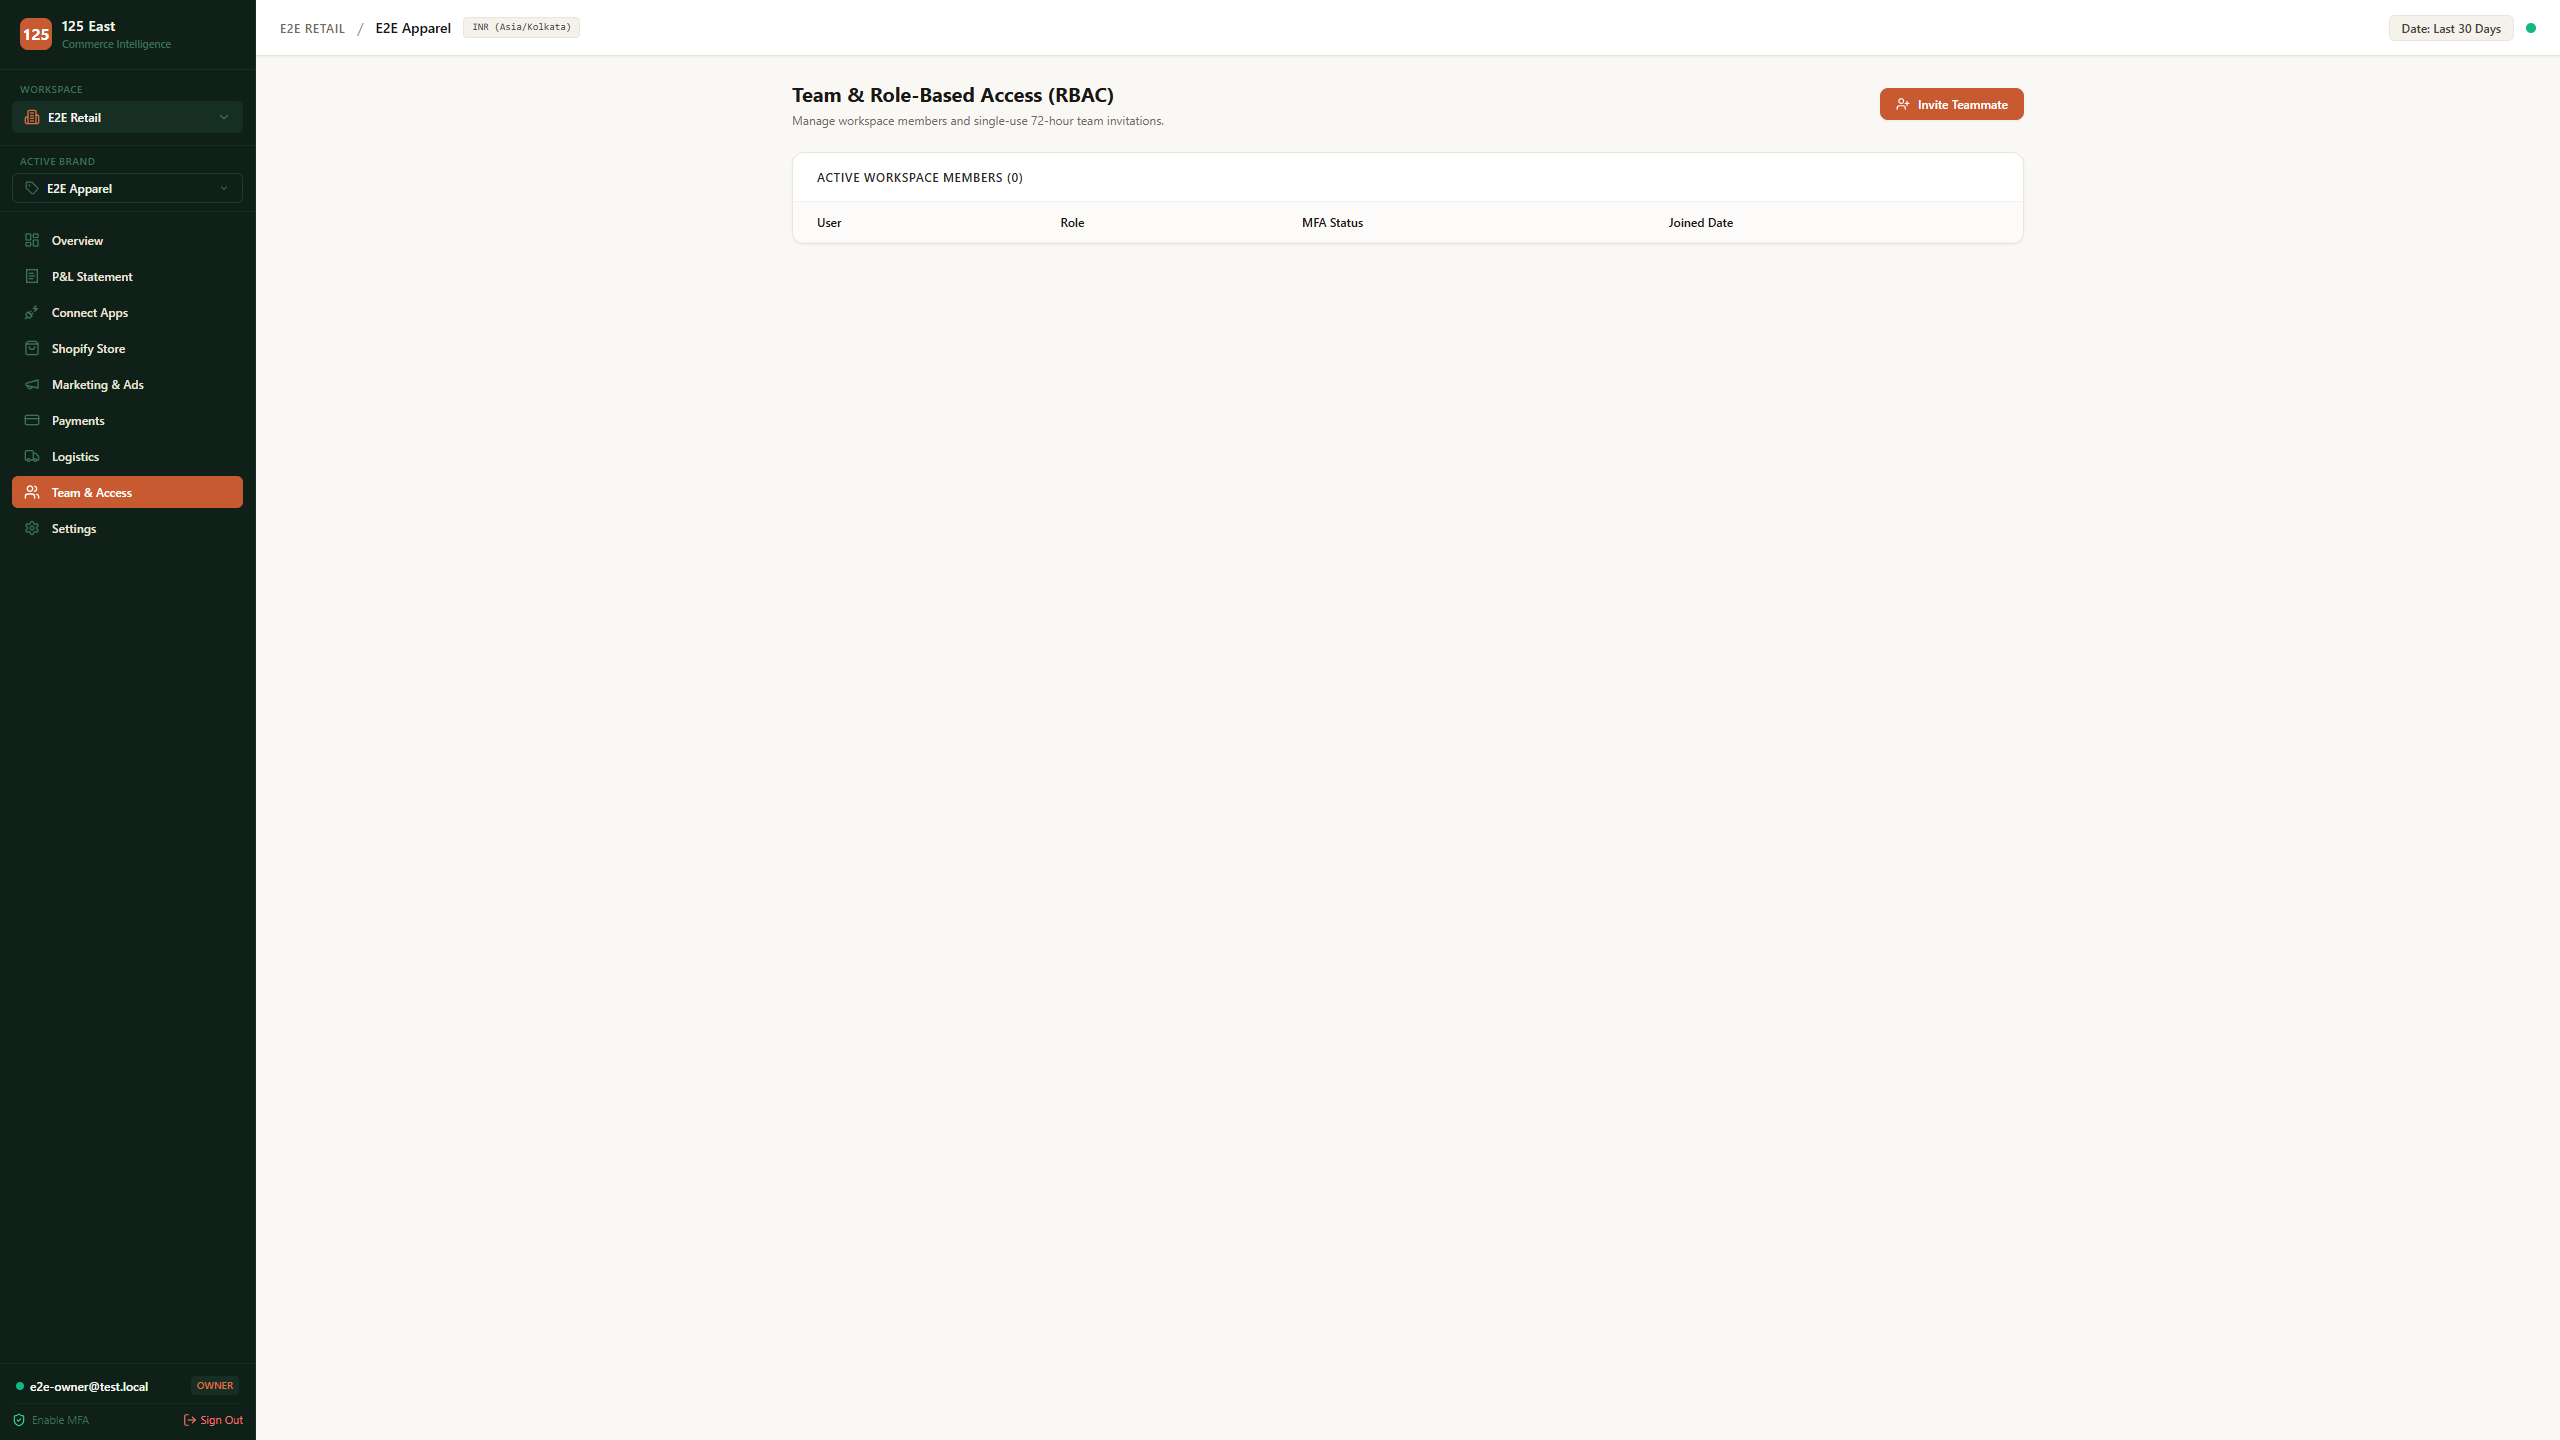 125
125 East
Commerce Intelligence
WORKSPACE
E2E Retail
ACTIVE BRAND
E2E Apparel
Overview
P&L Statement
Connect Apps
Shopify Store
Marketing & Ads
Payments
Logistics
Team & Access
Settings
e2e-owner@test.local
OWNER
Enable MFA
Sign Out
E2E RETAIL / E2E Apparel INR (Asia/Kolkata)
Date: Last 30 Days
Team & Role-Based Access (RBAC)
Manage workspace members and single-use 72-hour team invitations.
Invite Teammate
ACTIVE WORKSPACE MEMBERS (0)
User Role MFA Status Joined Date